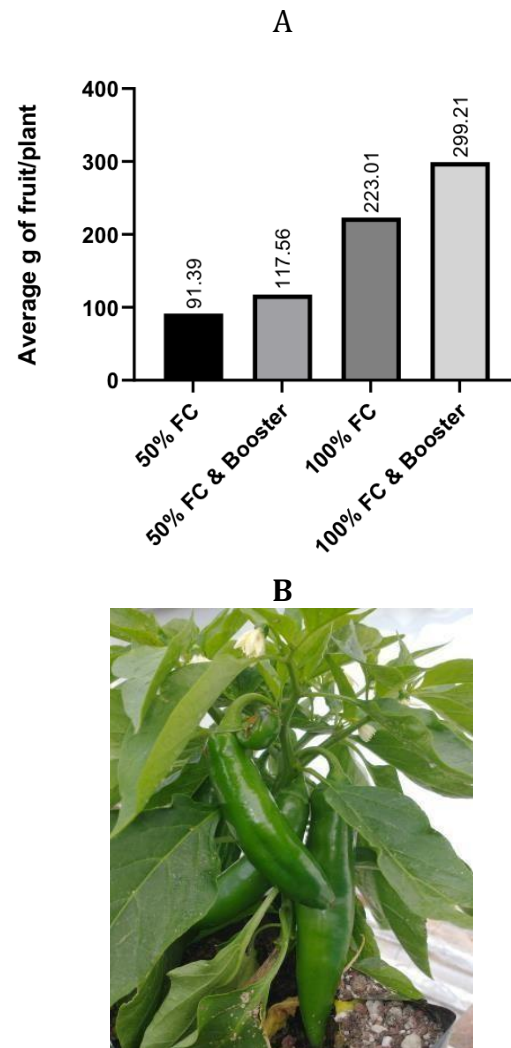 A
Average g of fruit/plant
400
300
200
100
0
91.39
117.56
223.01
299.21
50% FC
50% FC & Booster
100% FC
100% FC & Booster
B